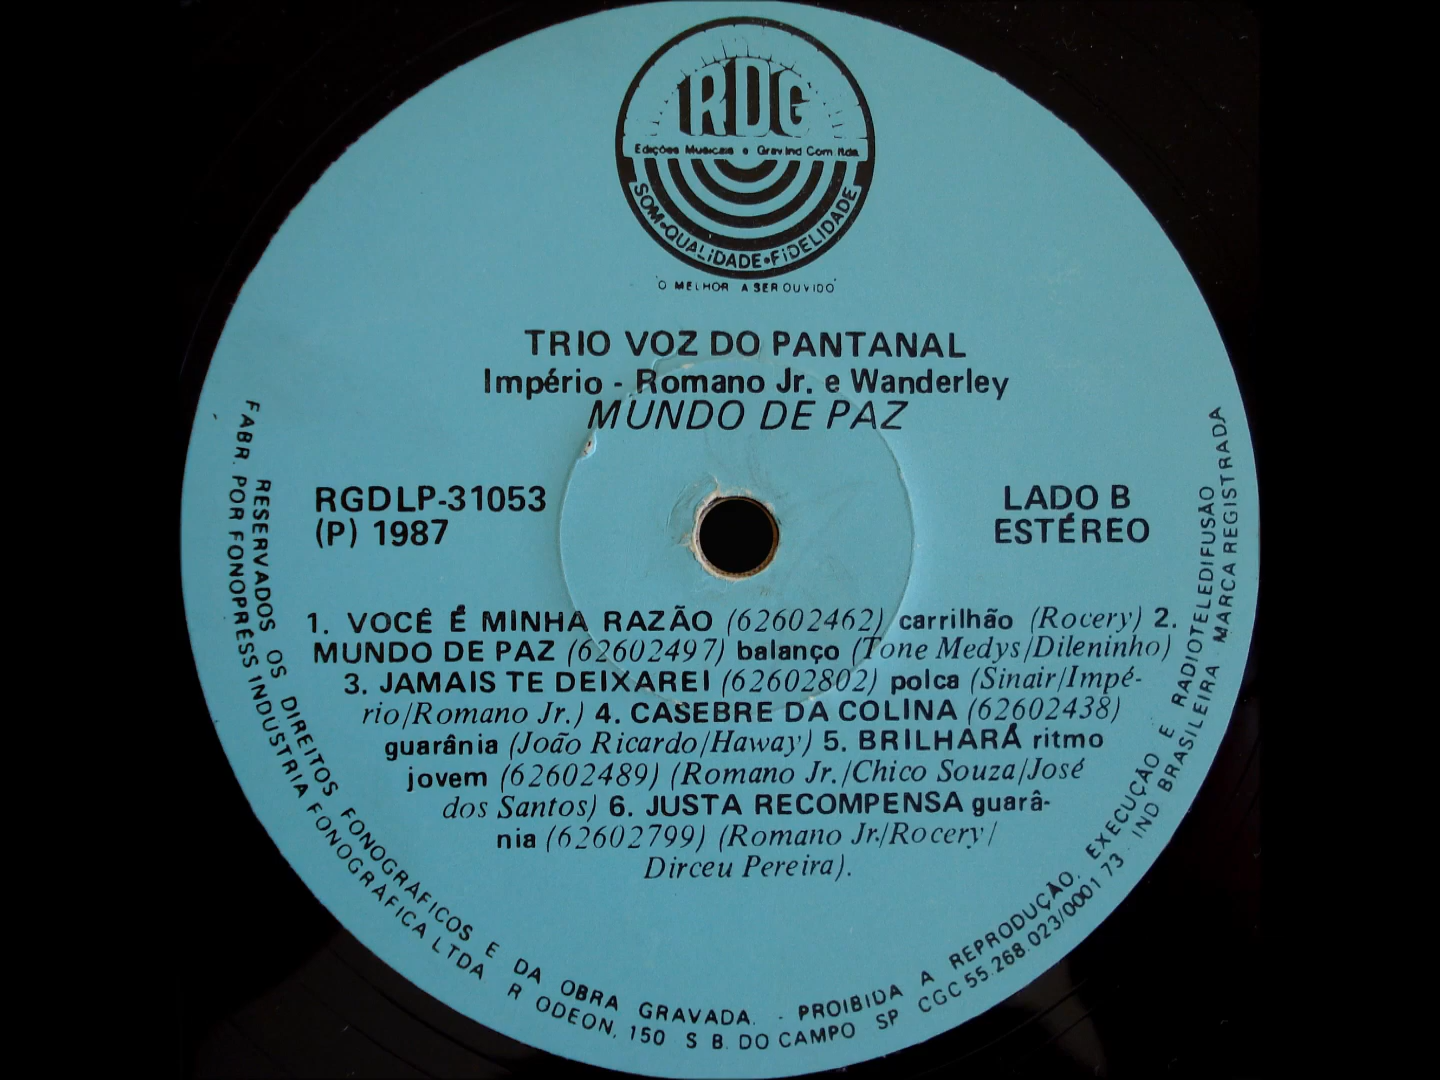 RDG
Edições Musicais e Grav Ind Com ltda
SOM•QUALIDADE•FIDELIDADE
"O MELHOR A SER OUVIDO"
TRIO VOZ DO PANTANAL
Império - Romano Jr. e Wanderley
MUNDO DE PAZ
RGDLP-31053
(P) 1987
LADO B
ESTÉREO
1. VOCÊ É MINHA RAZÃO (62602462) carrilhão (Rocery) 2.
MUNDO DE PAZ (62602497) balanço (Tone Medys/Dileninho)
3. JAMAIS TE DEIXAREI (62602802) polca (Sinair/Impé-
rio/Romano Jr.) 4. CASEBRE DA COLINA (62602438)
guarânia (João Ricardo/Haway) 5. BRILHARÁ ritmo
jovem (62602489) (Romano Jr./Chico Souza/José
dos Santos) 6. JUSTA RECOMPENSA guarâ-
nia (62602799) (Romano Jr./Rocery/
Dirceu Pereira).
RESERVADOS OS DIREITOS FONOGRÁFICOS E DA OBRA GRAVADA. - PROIBIDA A REPRODUÇÃO, EXECUÇÃO E RADIOTELEDIFUSÃO
FABR. POR FONOPRESS INDUSTRIA FONOGRÁFICA LTDA R ODEON, 150 S B. DO CAMPO SP CGC 55.268.023/0001 73 IND BRASILEIRA MARCA REGISTRADA